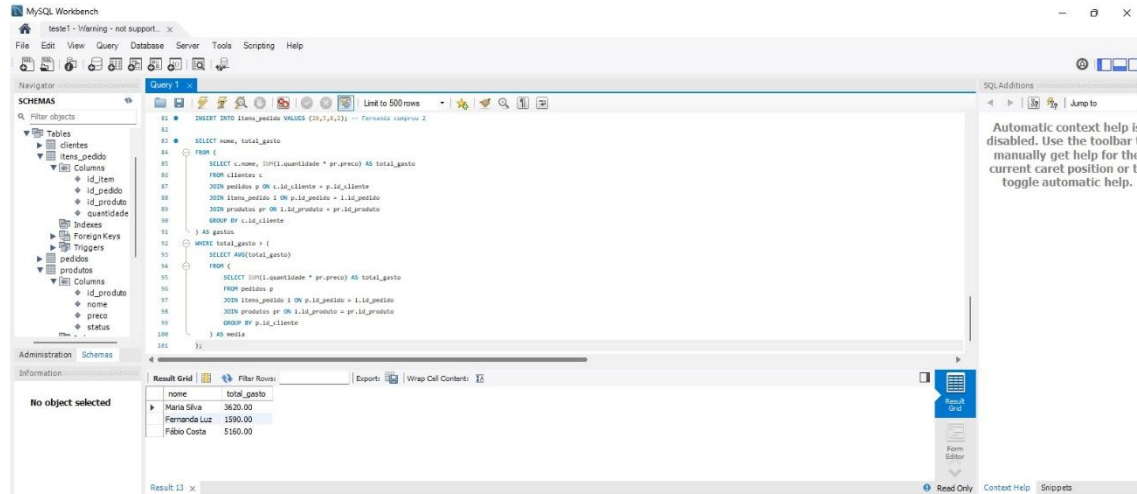 MySQL Workbench
teste1 - Warning - not support... ×
File Edit View Query Database Server Tools Scripting Help
Navigator
SCHEMAS
Filter objects
Tables
clientes
itens_pedido
Columns
id_item
id_pedido
id_produto
quantidade
Indexes
Foreign Keys
Triggers
pedidos
produtos
Columns
id_produto
nome
preco
status
Administration Schemas
Information
No object selected
Query 1 ×
Limit to 500 rows
81 INSERT INTO itens_pedido VALUES (20,5,8,2); -- Fernanda comprou 2
82
83 SELECT nome, total_gasto
84 FROM (
85 SELECT c.nome, SUM(i.quantidade * pr.preco) AS total_gasto
86 FROM clientes c
87 JOIN pedidos p ON c.id_cliente = p.id_cliente
88 JOIN itens_pedido i ON p.id_pedido = i.id_pedido
89 JOIN produtos pr ON i.id_produto = pr.id_produto
90 GROUP BY c.id_cliente
91 ) AS gastos
92 WHERE total_gasto > (
93 SELECT AVG(total_gasto)
94 FROM (
95 SELECT SUM(i.quantidade * pr.preco) AS total_gasto
96 FROM pedidos p
97 JOIN itens_pedido i ON p.id_pedido = i.id_pedido
98 JOIN produtos pr ON i.id_produto = pr.id_produto
99 GROUP BY p.id_cliente
100 ) AS media
101 );
Result Grid Filter Rows: Export: Wrap Cell Content:
nome total_gasto
Maria Silva 3620.00
Fernanda Luz 1590.00
Fábio Costa 5160.00
Result Grid
Form Editor
Result 13 ×
Read Only
SQLAdditions
Jump to
Automatic context help is
disabled. Use the toolbar
manually get help for the
current caret position or
toggle automatic help.
Context Help Snippets